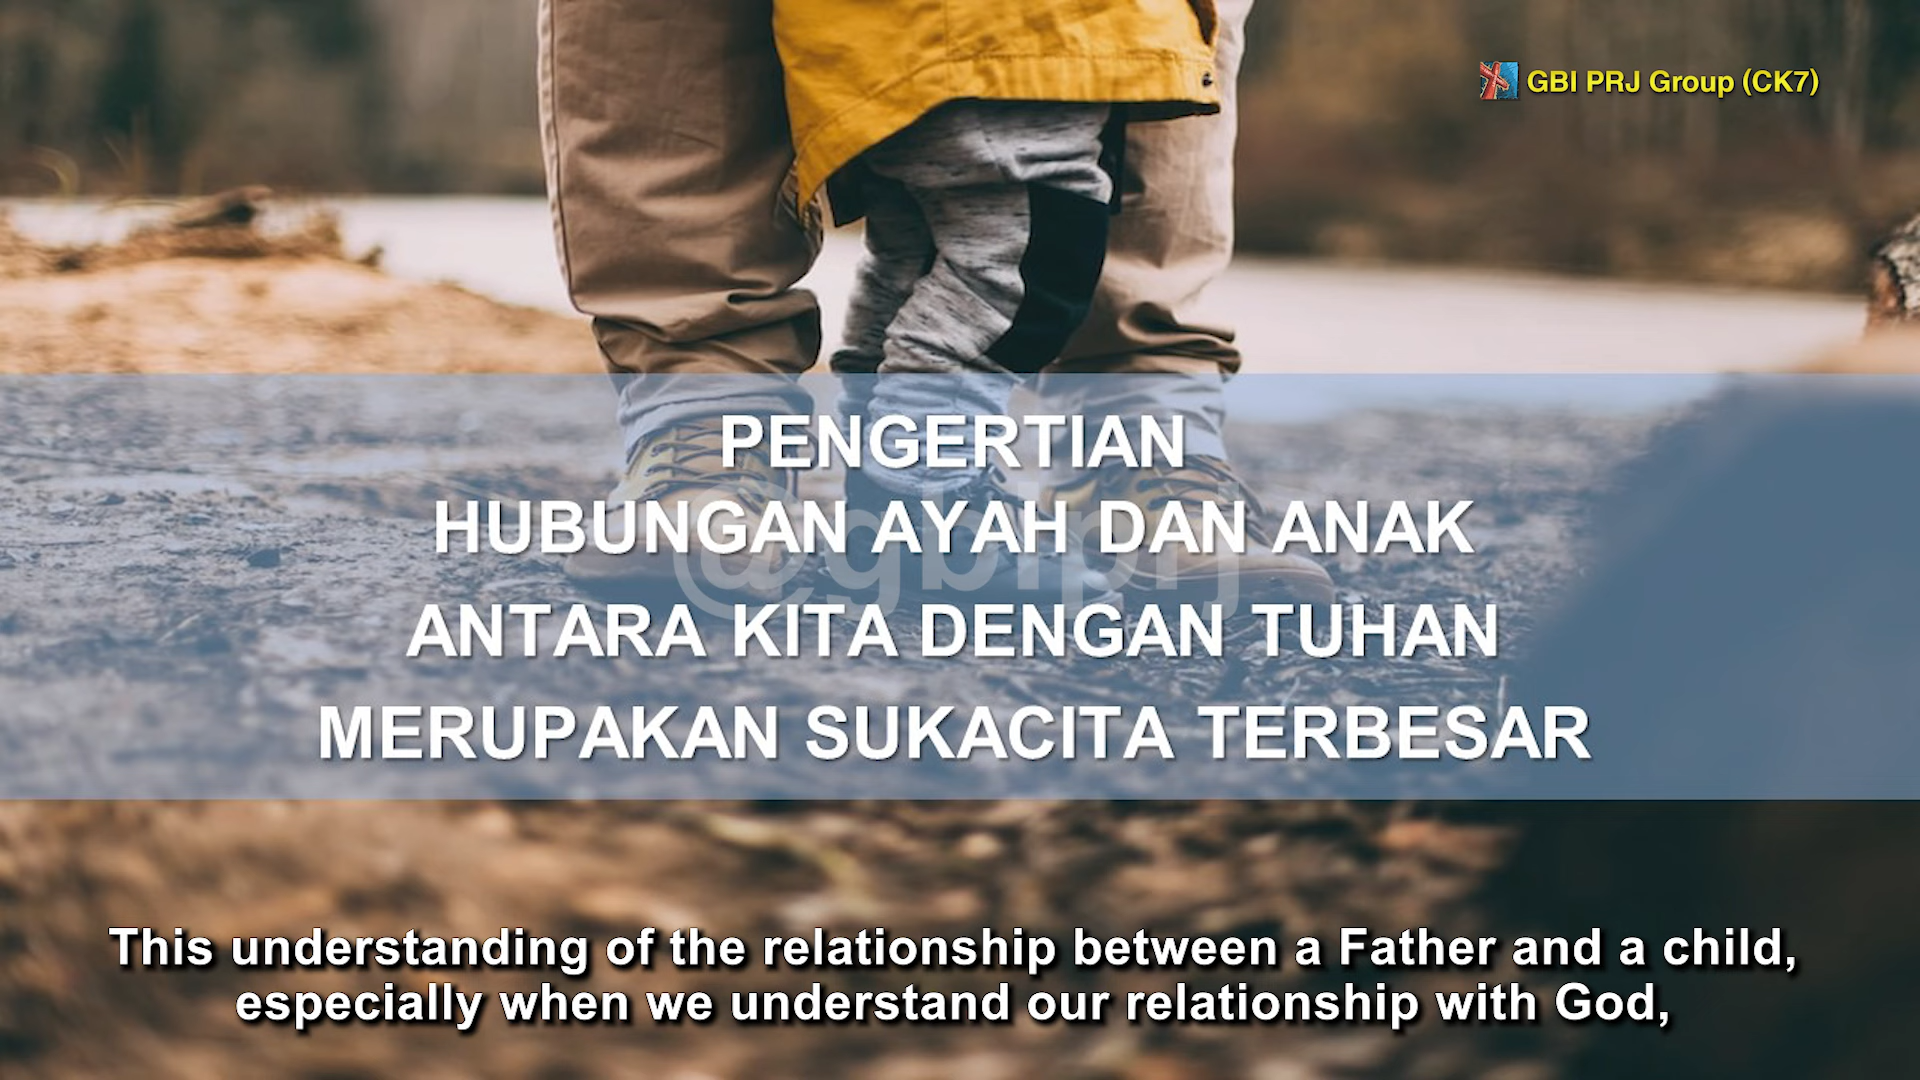 GBI PRJ Group (CK7)
PENGERTIAN
HUBUNGAN AYAH DAN ANAK
ANTARA KITA DENGAN TUHAN
MERUPAKAN SUKACITA TERBESAR
@gbiprj
This understanding of the relationship between a Father and a child,
especially when we understand our relationship with God,